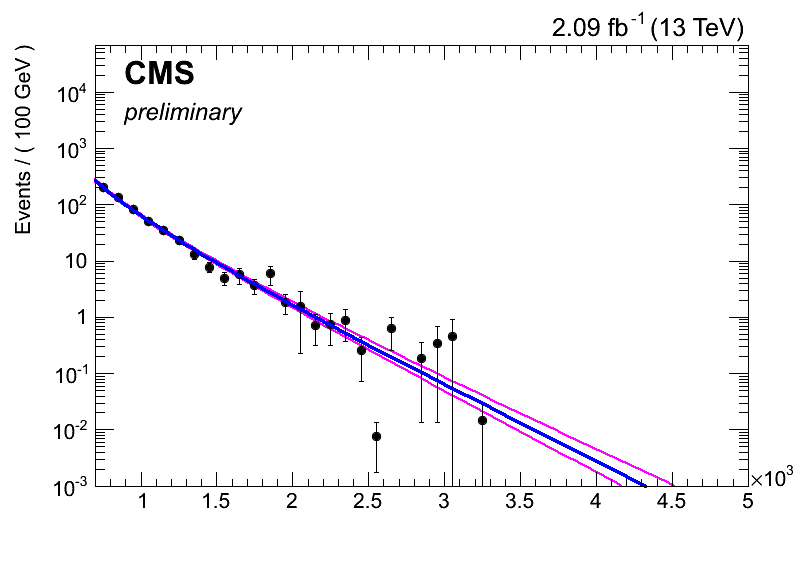 2.09 fb⁻¹ (13 TeV)
CMS
preliminary
Events / ( 100 GeV )
10⁴
10³
10²
10
1
10⁻¹
10⁻²
10⁻³
1 1.5 2 2.5 3 3.5 4 4.5 5
×10³